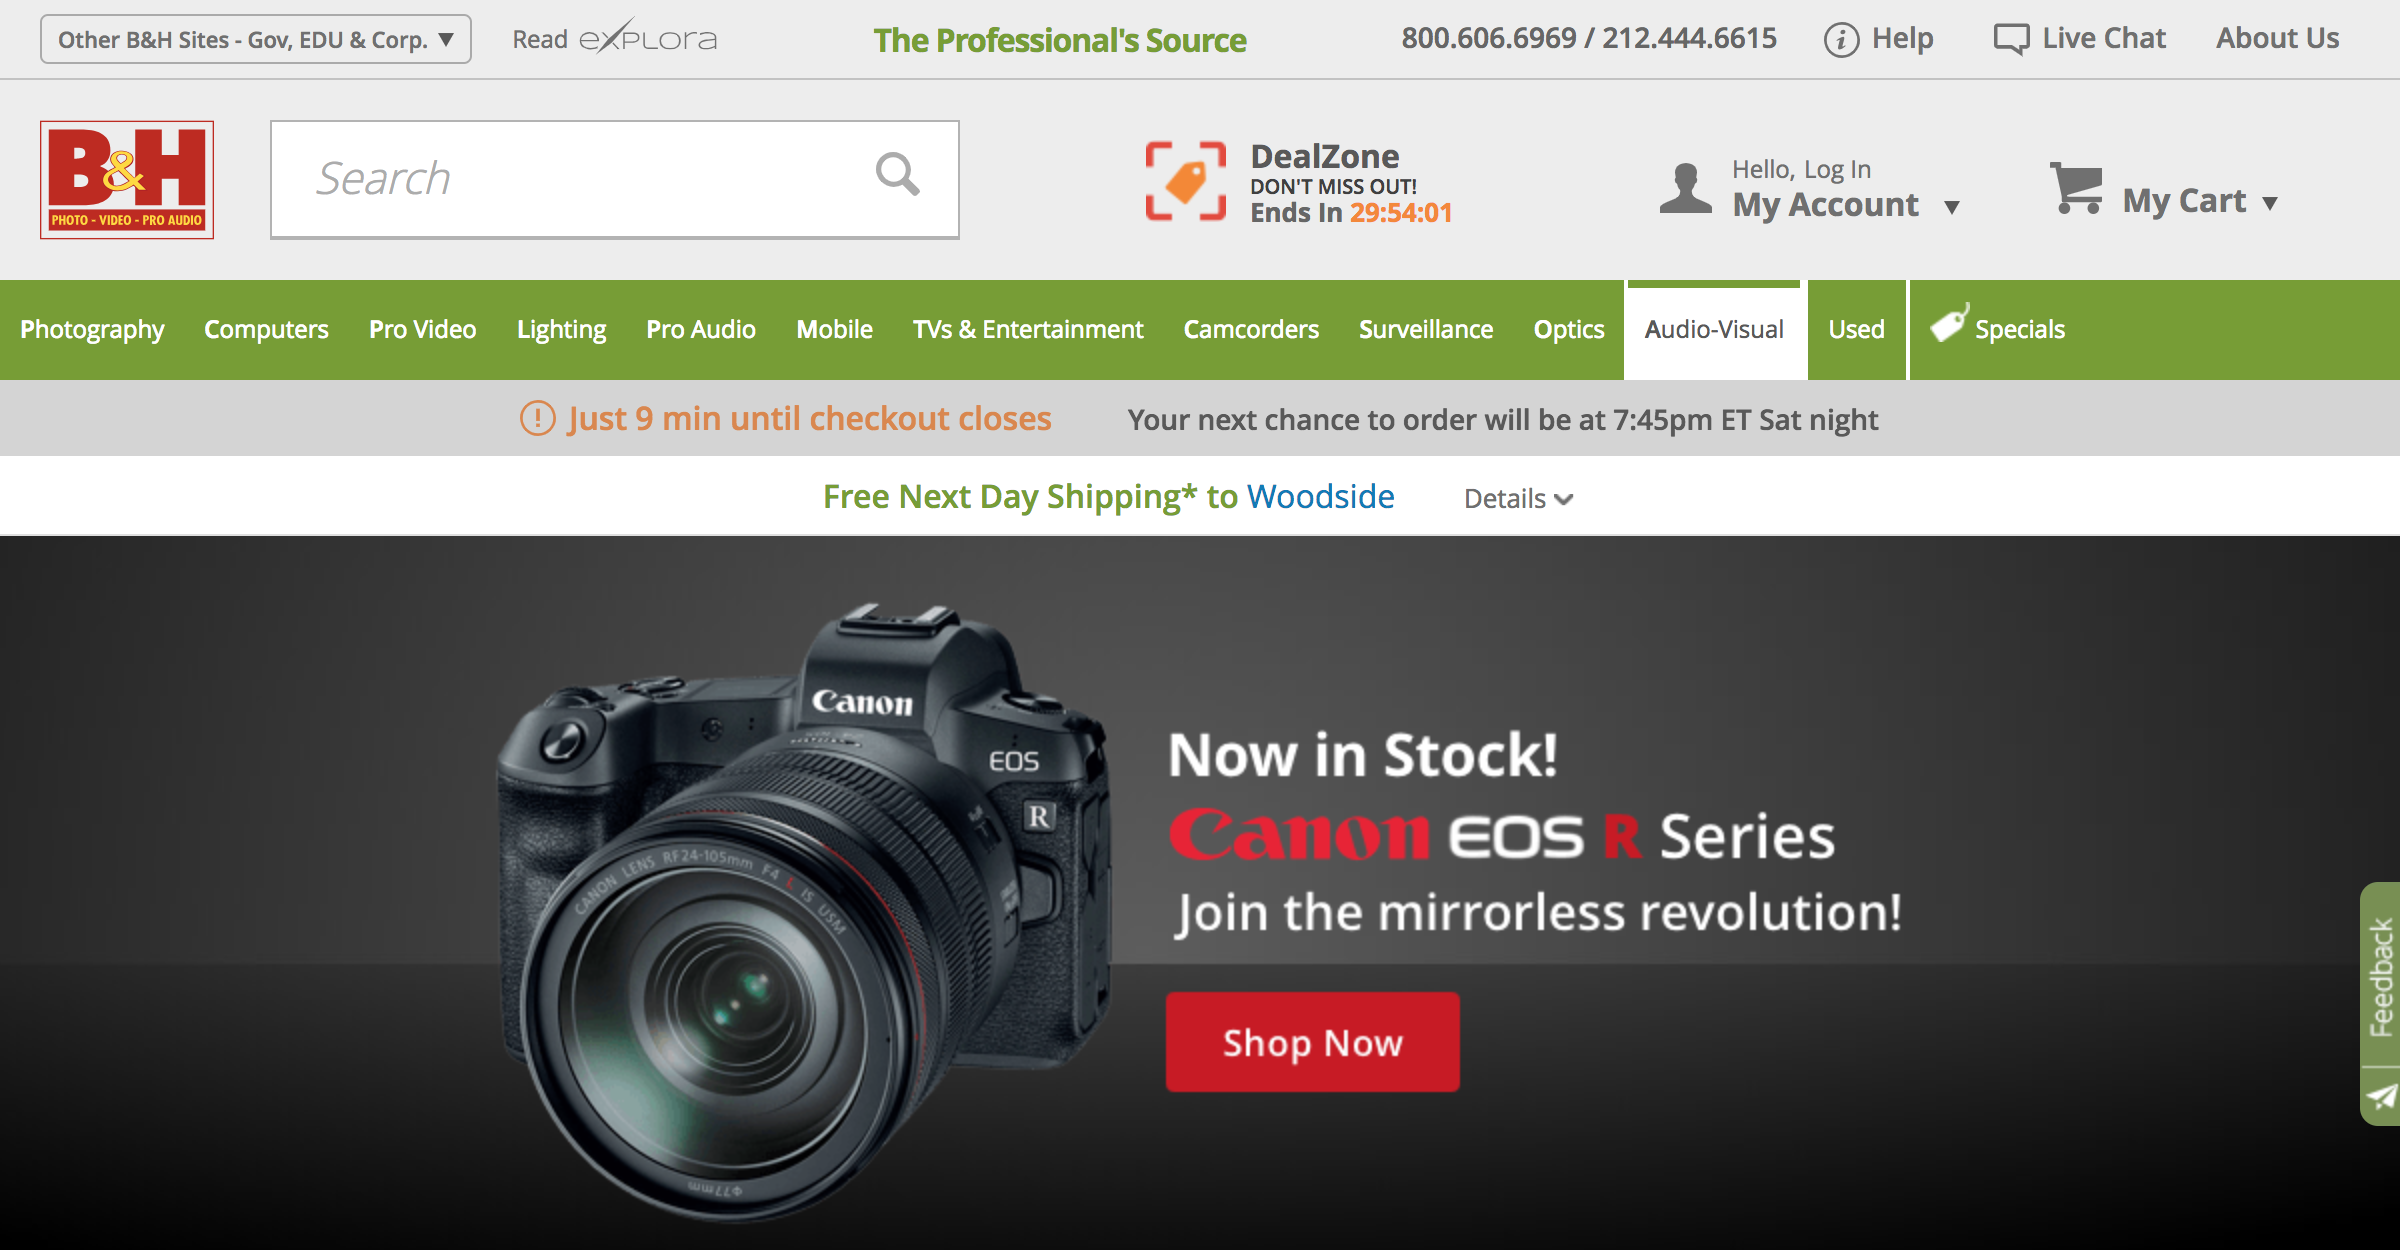 Other B&H Sites - Gov, EDU & Corp. ▼
Read eXPLORA
The Professional's Source
800.606.6969 / 212.444.6615
Help
Live Chat
About Us
B&H
PHOTO - VIDEO - PRO AUDIO
Search
DealZone
DON'T MISS OUT!
Ends In 29:54:01
Hello, Log In
My Account ▼
My Cart ▼
Photography Computers Pro Video Lighting Pro Audio Mobile TVs & Entertainment Camcorders Surveillance Optics Audio-Visual Used Specials
Just 9 min until checkout closes Your next chance to order will be at 7:45pm ET Sat night
Free Next Day Shipping* to Woodside Details
Canon
EOS
R
CANON LENS RF24-105mm F4 L IS USM
Φ77mm
Now in Stock!
Canon EOS R Series
Join the mirrorless revolution!
Shop Now
Feedback